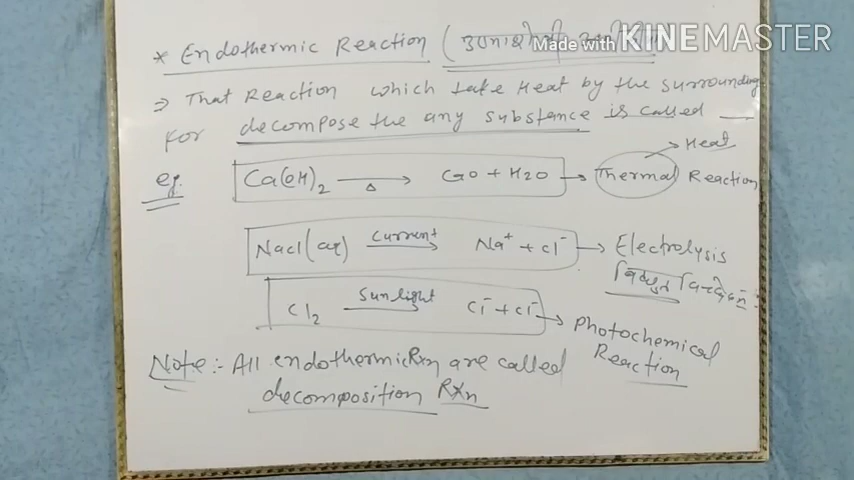 * Endothermic Reaction (
Made with KINEMASTER
⇒ That Reaction which take Heat by the surrounding
For decompose the any substance is called __
→ Heat
eg. Ca(OH)₂ —Δ→ CaO + H2O → Thermal Reaction
NaCl(aq) —current→ Na⁺ + Cl⁻ → Electrolysis
Cl₂ —Sunlight→ Cl⁻ + Cl⁻ → Photochemical
Reaction
Note :- All endothermic Rxn are called
decomposition Rxn